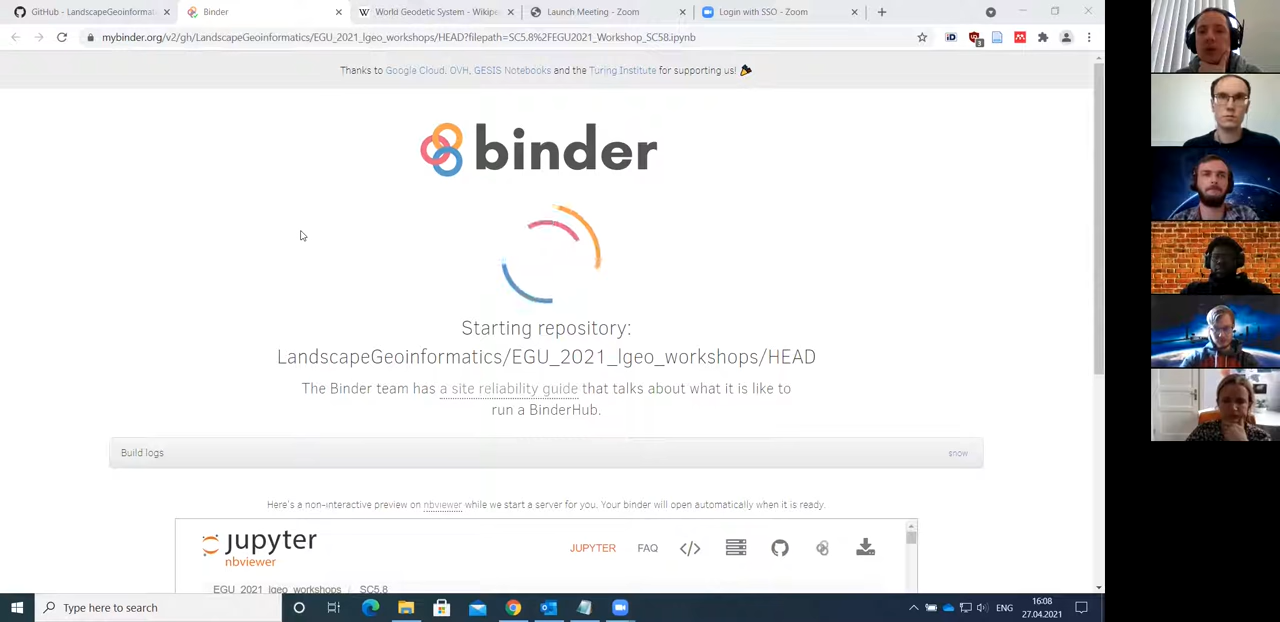 GitHub - LandscapeGeoinformat
Binder
World Geodetic System - Wikipe
Launch Meeting - Zoom
Login with SSO - Zoom
mybinder.org/v2/gh/LandscapeGeoinformatics/EGU_2021_lgeo_workshops/HEAD?filepath=SC5.8%2FEGU2021_Workshop_SC58.ipynb
Thanks to Google Cloud, OVH, GESIS Notebooks and the Turing Institute for supporting us!
binder
Starting repository:
LandscapeGeoinformatics/EGU_2021_lgeo_workshops/HEAD
The Binder team has a site reliability guide that talks about what it is like to
run a BinderHub.
Build logs
show
Here's a non-interactive preview on nbviewer while we start a server for you. Your binder will open automatically when it is ready.
jupyter
nbviewer
JUPYTER
FAQ
EGU_2021_lgeo_workshops / SC5.8
Type here to search
ENG
16:08
27.04.2021